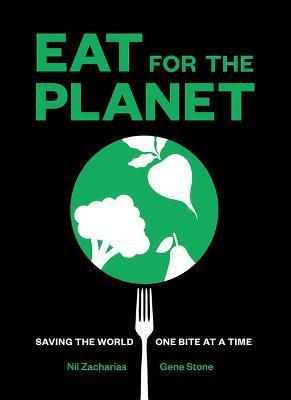 EAT FOR THE
PLANET
SAVING THE WORLD ONE BITE AT A TIME
Nil Zacharias Gene Stone